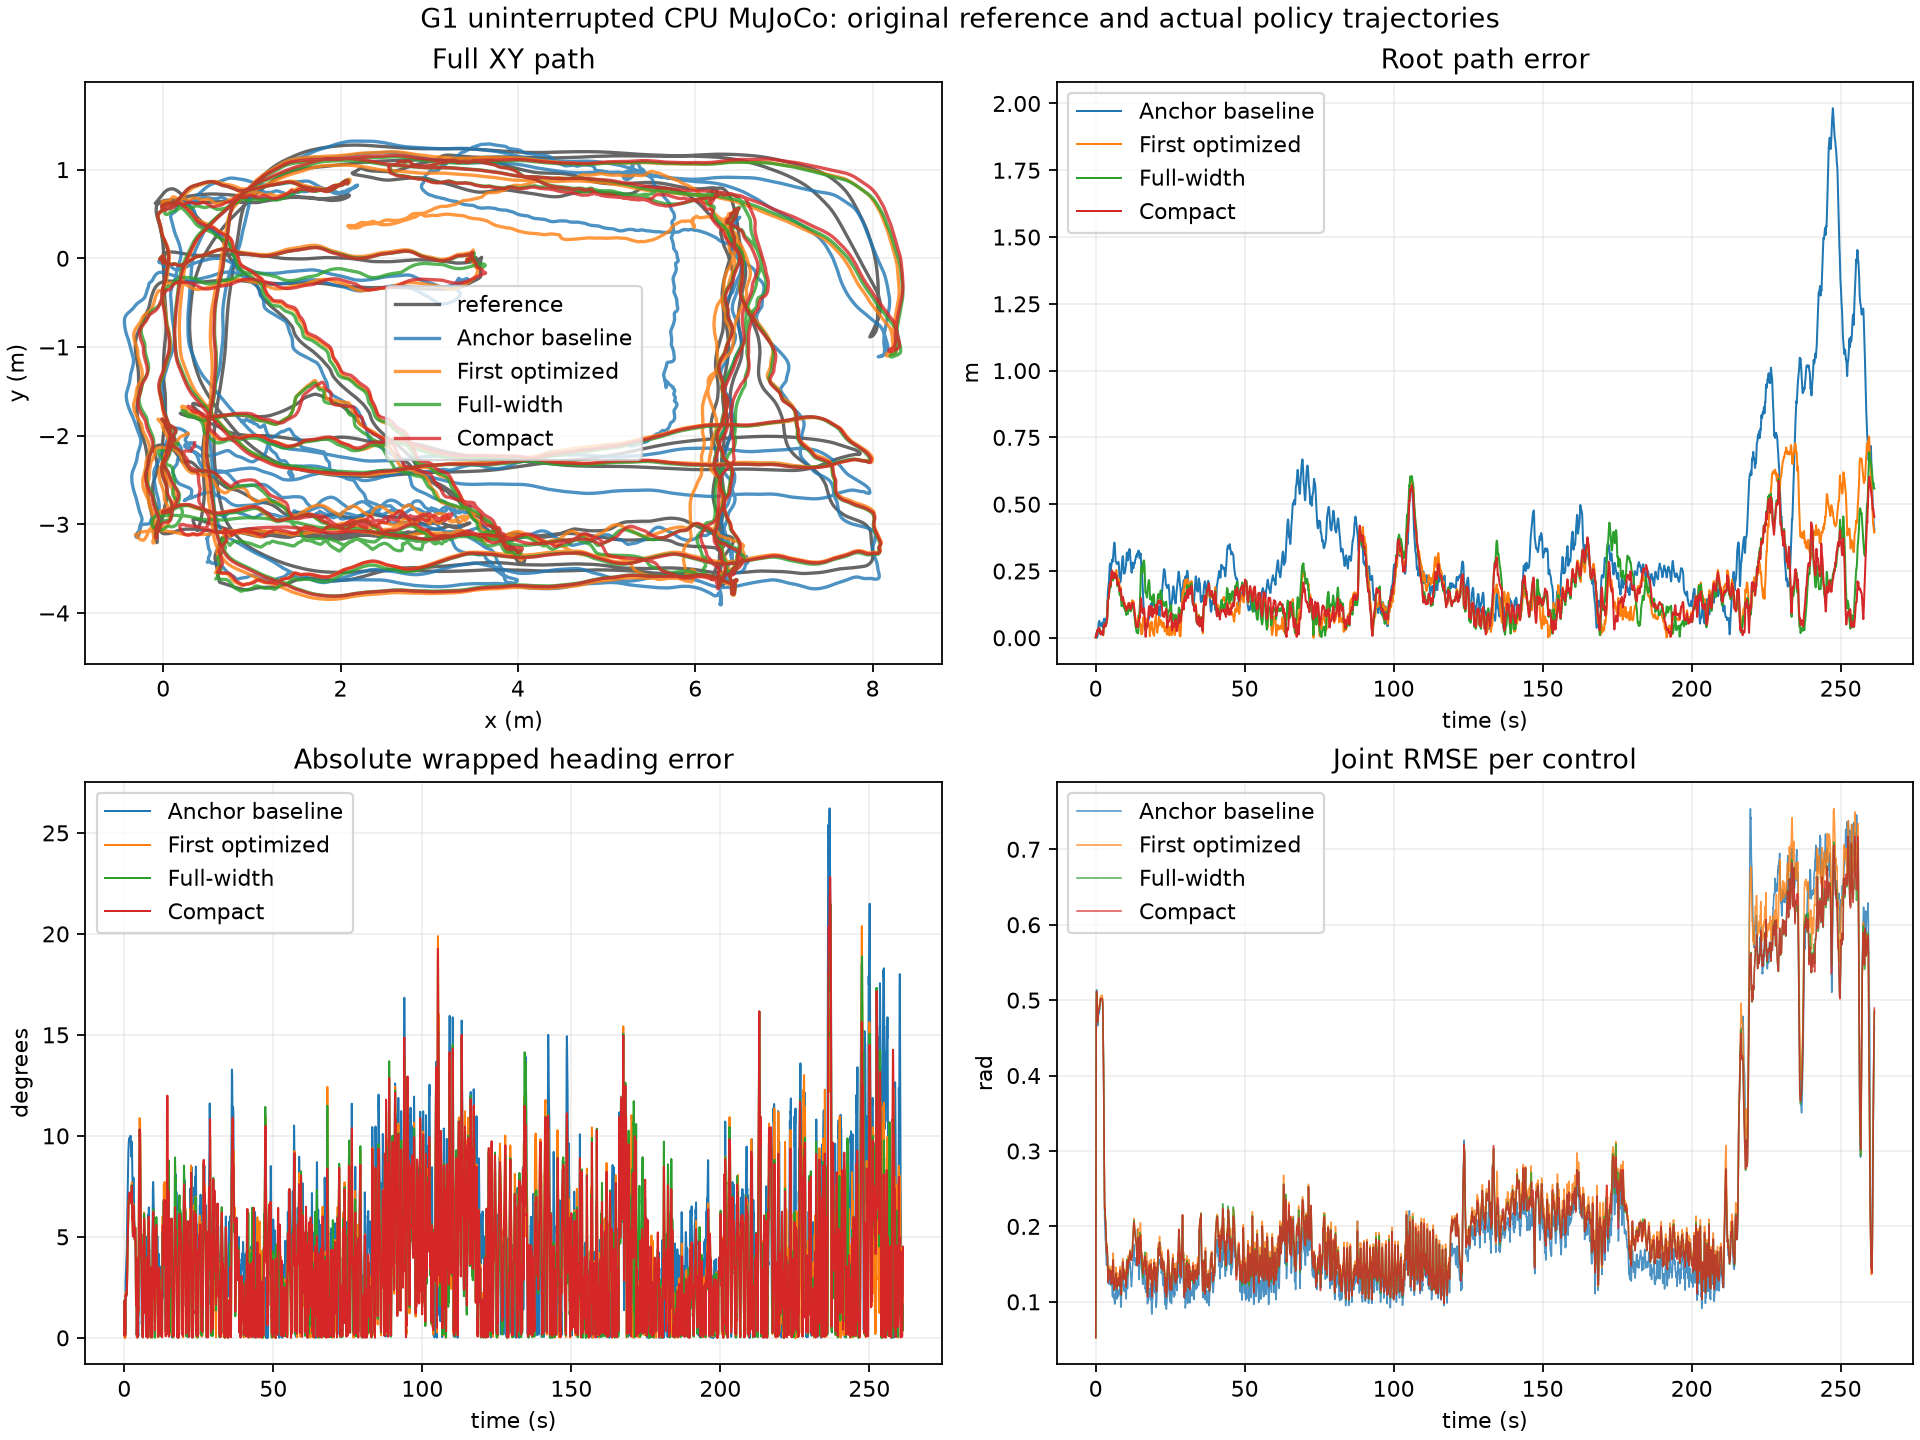 G1 uninterrupted CPU MuJoCo: original reference and actual policy trajectories
Full XY path
1
0
−1
−2
−3
−4
y (m)
reference
Anchor baseline
First optimized
Full-width
Compact
0
2
4
6
8
x (m)
Root path error
2.00
1.75
1.50
1.25
1.00
0.75
0.50
0.25
0.00
m
Anchor baseline
First optimized
Full-width
Compact
0
50
100
150
200
250
time (s)
Absolute wrapped heading error
25
20
15
10
5
0
degrees
Anchor baseline
First optimized
Full-width
Compact
0
50
100
150
200
250
time (s)
Joint RMSE per control
0.7
0.6
0.5
0.4
0.3
0.2
0.1
rad
Anchor baseline
First optimized
Full-width
Compact
0
50
100
150
200
250
time (s)